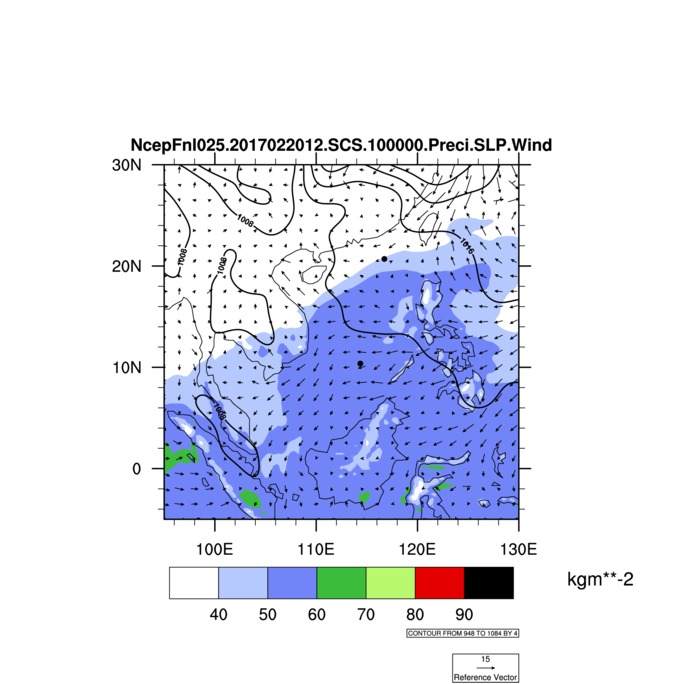 NcepFnl025.2017022012.SCS.100000.Preci.SLP.Wind
30N
1008
1008
1008
1016
20N
10N
1008
0
100E 110E 120E 130E
kgm**-2
40 50 60 70 80 90
CONTOUR FROM 948 TO 1084 BY 4
15
Reference Vector